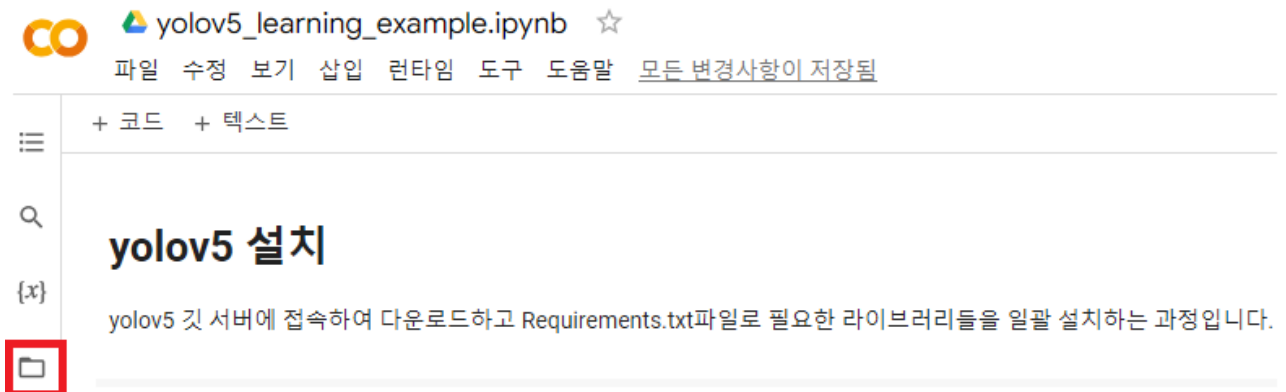 yolov5_learning_example.ipynb
파일 수정 보기 삽입 런타임 도구 도움말 모든 변경사항이 저장됨
+ 코드 + 텍스트
yolov5 설치
{x}
yolov5 깃 서버에 접속하여 다운로드하고 Requirements.txt파일로 필요한 라이브러리들을 일괄 설치하는 과정입니다.